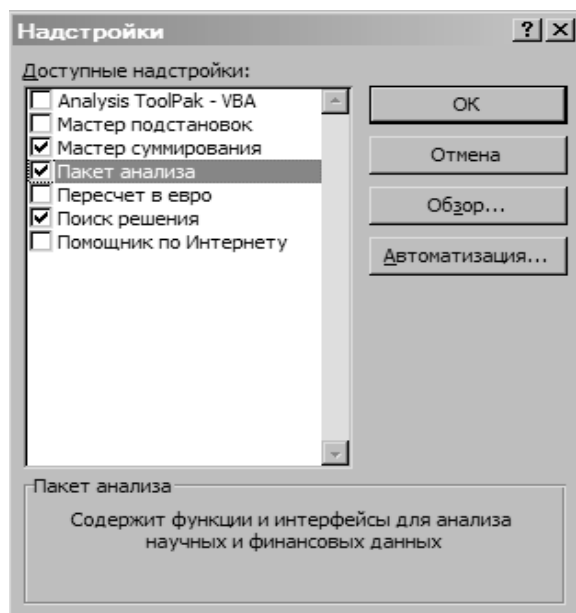 Надстройки
Доступные надстройки:
Analysis ToolPak - VBA
Мастер подстановок
Мастер суммирования
Пакет анализа
Пересчет в евро
Поиск решения
Помощник по Интернету
ОК
Отмена
Обзор...
Автоматизация...
Пакет анализа
Содержит функции и интерфейсы для анализа
научных и финансовых данных